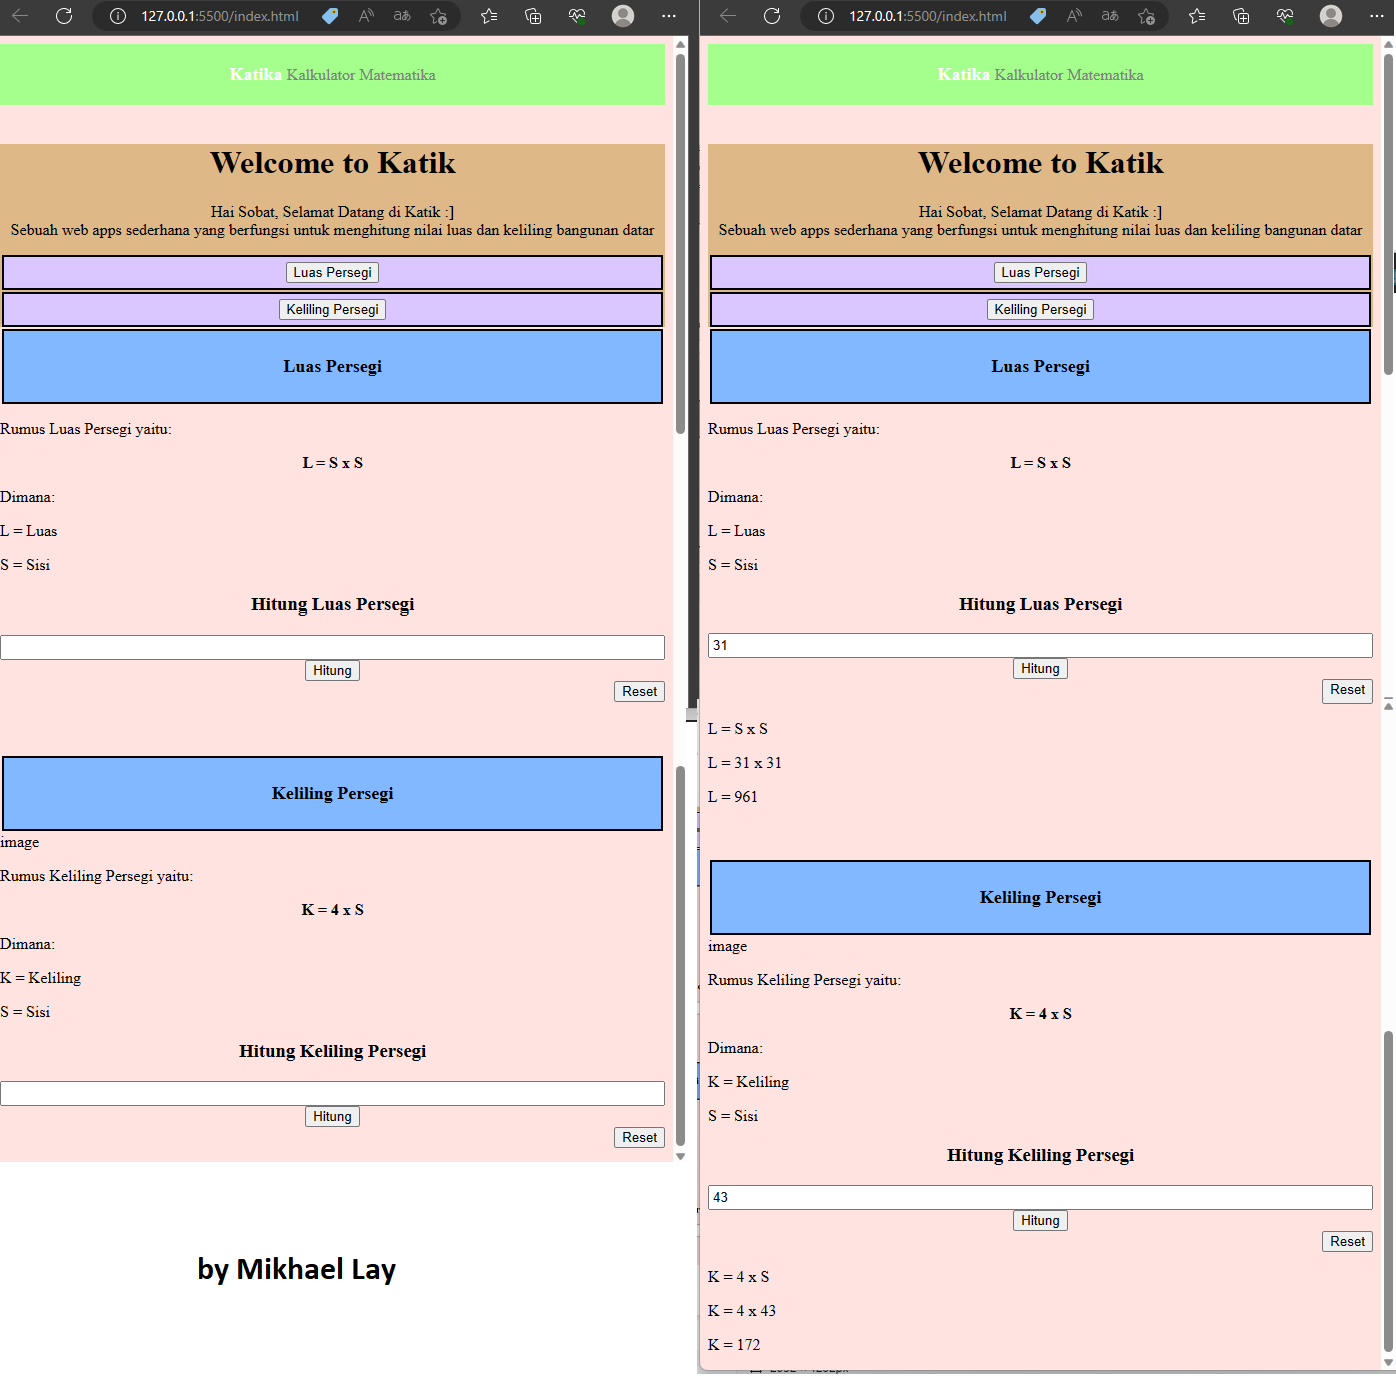 127.0.0.1:5500/index.html
Katika Kalkulator Matematika
Welcome to Katik
Hai Sobat, Selamat Datang di Katik :]
Sebuah web apps sederhana yang berfungsi untuk menghitung nilai luas dan keliling bangunan datar
Luas Persegi
Keliling Persegi
Luas Persegi
Rumus Luas Persegi yaitu:
L = S x S
Dimana:
L = Luas
S = Sisi
Hitung Luas Persegi
Hitung
Reset
Keliling Persegi
image
Rumus Keliling Persegi yaitu:
K = 4 x S
Dimana:
K = Keliling
S = Sisi
Hitung Keliling Persegi
Hitung
Reset
by Mikhael Lay
127.0.0.1:5500/index.html
Katika Kalkulator Matematika
Welcome to Katik
Hai Sobat, Selamat Datang di Katik :]
Sebuah web apps sederhana yang berfungsi untuk menghitung nilai luas dan keliling bangunan datar
Luas Persegi
Keliling Persegi
Luas Persegi
Rumus Luas Persegi yaitu:
L = S x S
Dimana:
L = Luas
S = Sisi
Hitung Luas Persegi
31
Hitung
Reset
L = S x S
L = 31 x 31
L = 961
Keliling Persegi
image
Rumus Keliling Persegi yaitu:
K = 4 x S
Dimana:
K = Keliling
S = Sisi
Hitung Keliling Persegi
43
Hitung
Reset
K = 4 x S
K = 4 x 43
K = 172